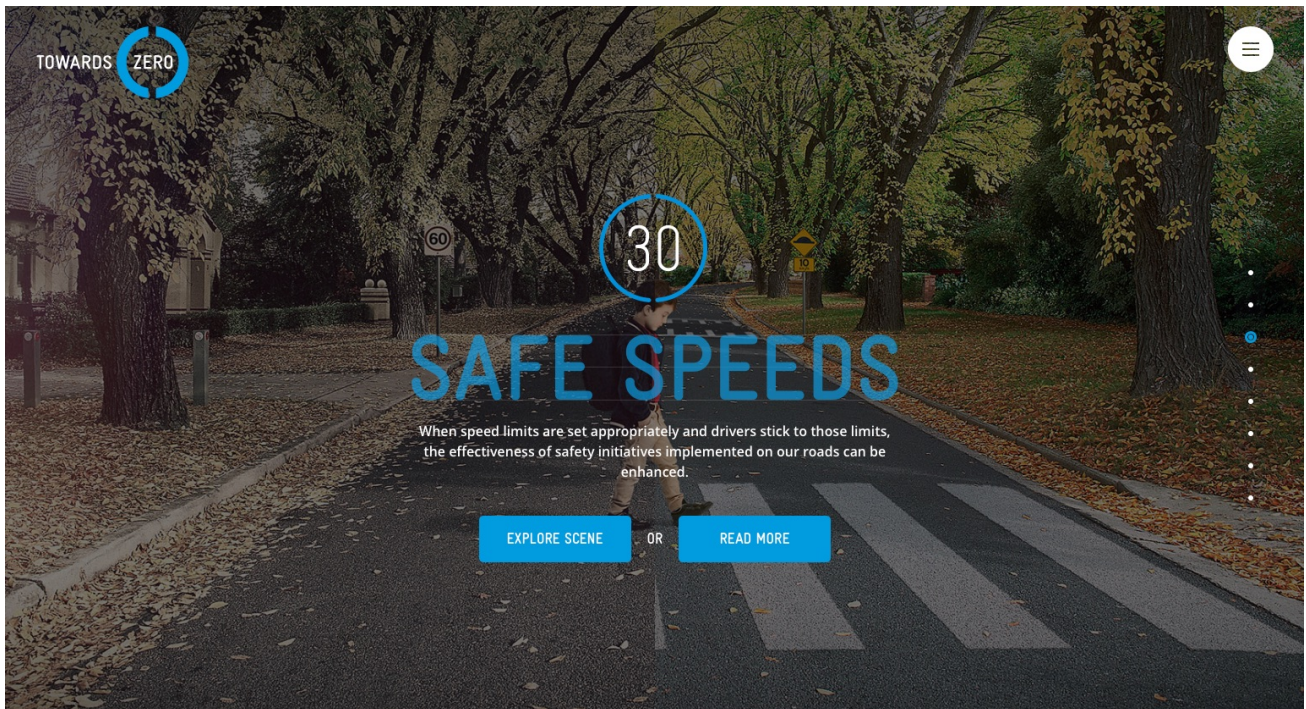 TOWARDS ZERO
30
60
10
SAFE SPEEDS
When speed limits are set appropriately and drivers stick to those limits,
the effectiveness of safety initiatives implemented on our roads can be
enhanced.
EXPLORE SCENE OR READ MORE